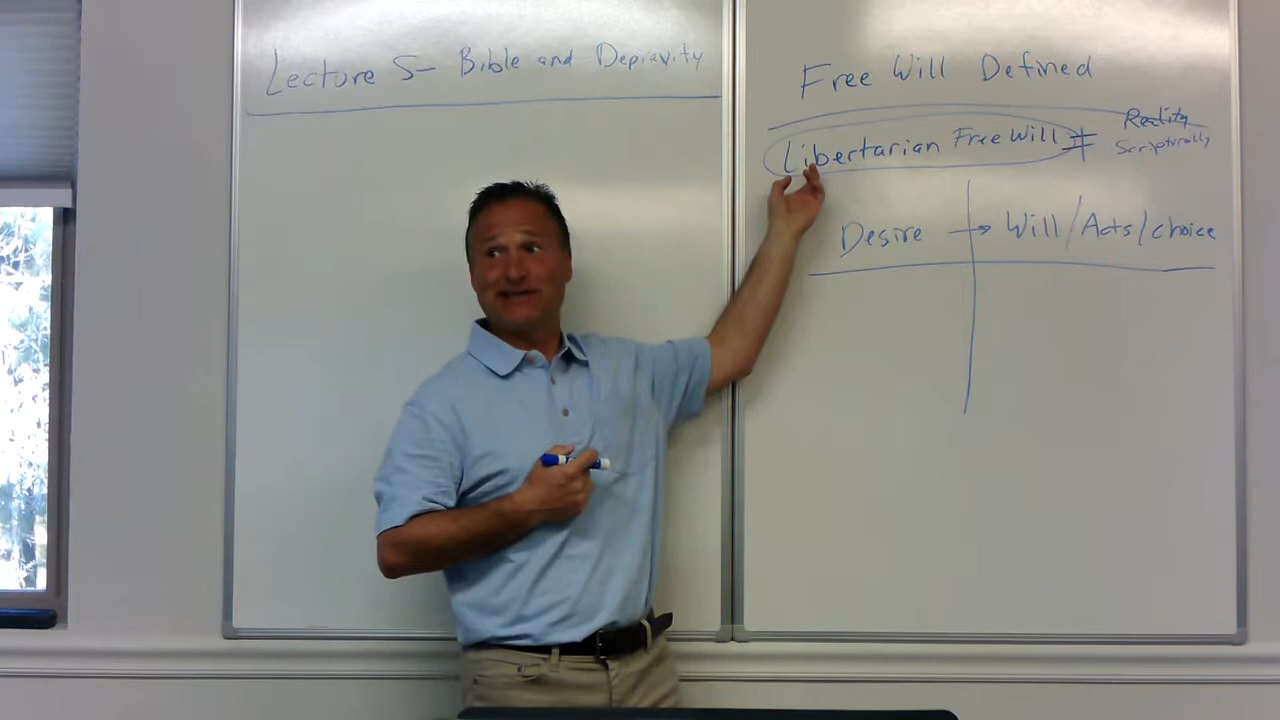 Lecture 5- Bible and Depravity
Free Will Defined
Libertarian Free Will ≠ Reality
Scripturally
Desire → Will/Acts/choice